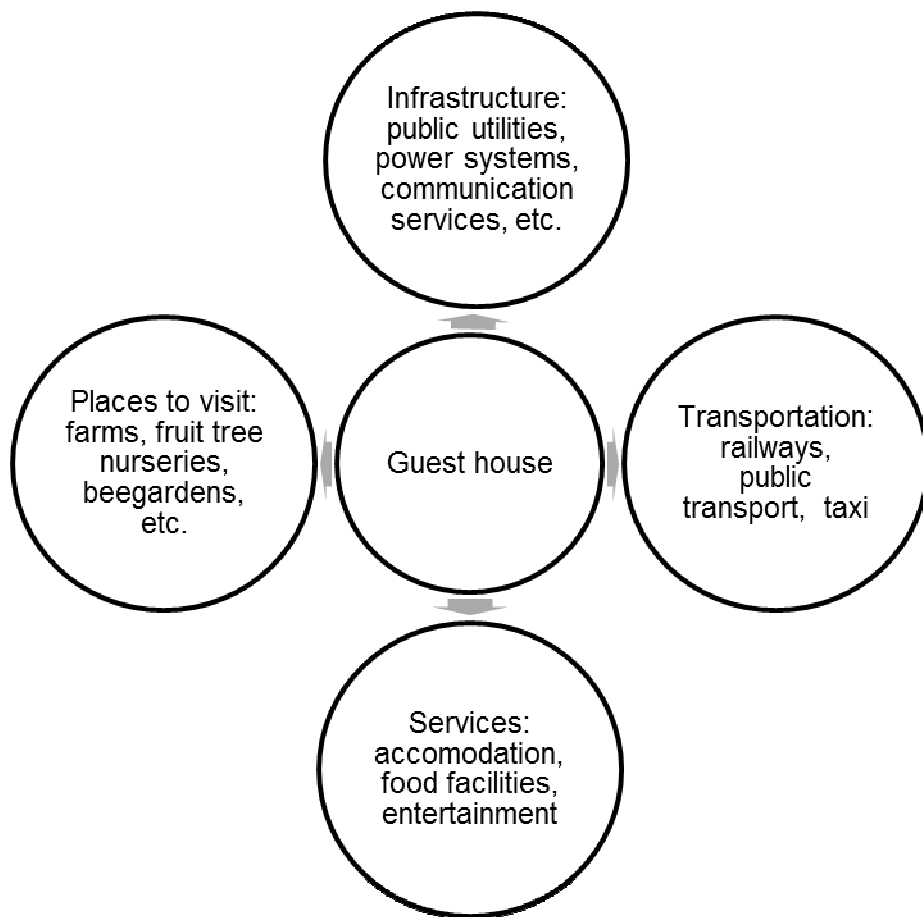 Infrastructure:
public utilities,
power systems,
communication
services, etc.
Places to visit:
farms, fruit tree
nurseries,
beegardens,
etc.
Guest house
Transportation:
railways,
public
transport, taxi
Services:
accomodation,
food facilities,
entertainment